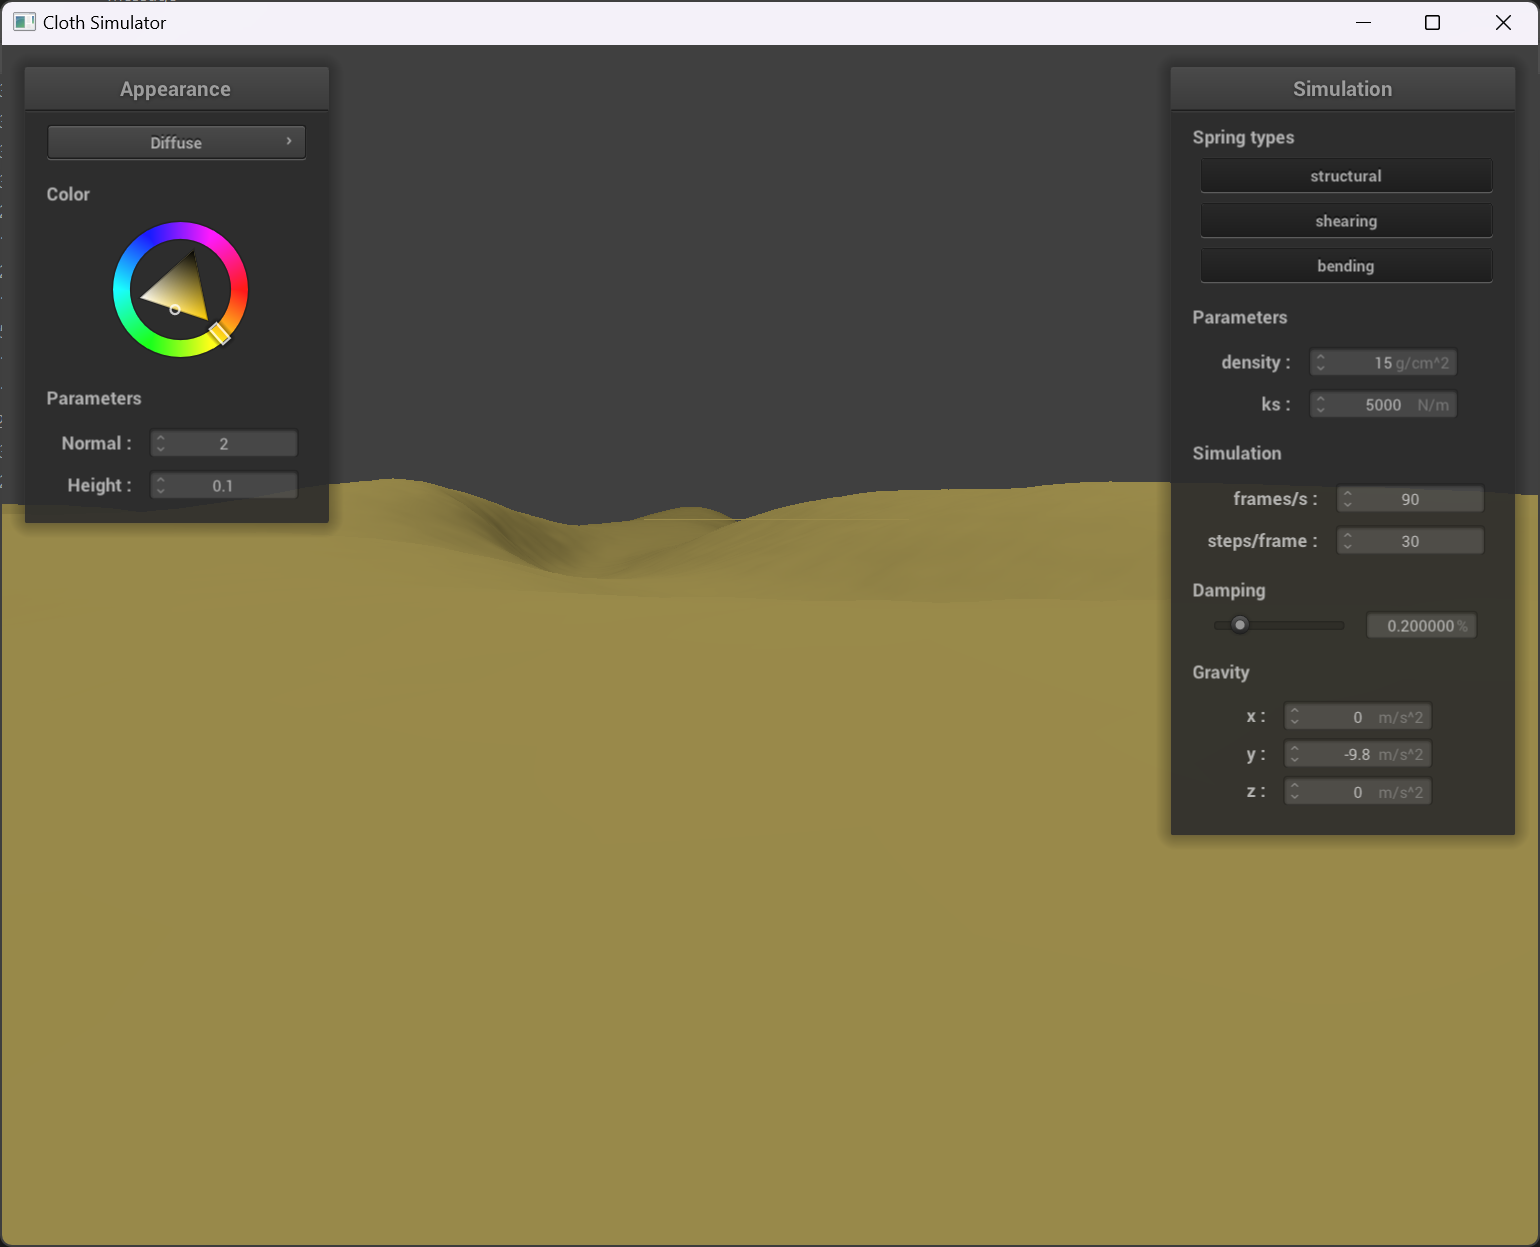 Cloth Simulator
Appearance
Diffuse
Color
Parameters
Normal : 2
Height : 0.1
Simulation
Spring types
structural
shearing
bending
Parameters
density : 15 g/cm^2
ks : 5000 N/m
Simulation
frames/s : 90
steps/frame : 30
Damping
0.200000 %
Gravity
x : 0 m/s^2
y : -9.8 m/s^2
z : 0 m/s^2